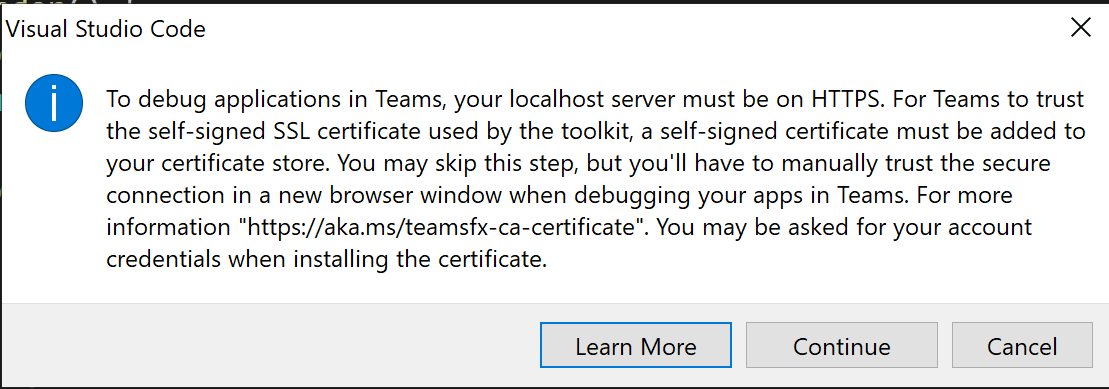 Visual Studio Code
To debug applications in Teams, your localhost server must be on HTTPS. For Teams to trust
the self-signed SSL certificate used by the toolkit, a self-signed certificate must be added to
your certificate store. You may skip this step, but you'll have to manually trust the secure
connection in a new browser window when debugging your apps in Teams. For more
information "https://aka.ms/teamsfx-ca-certificate". You may be asked for your account
credentials when installing the certificate.
Learn More
Continue
Cancel